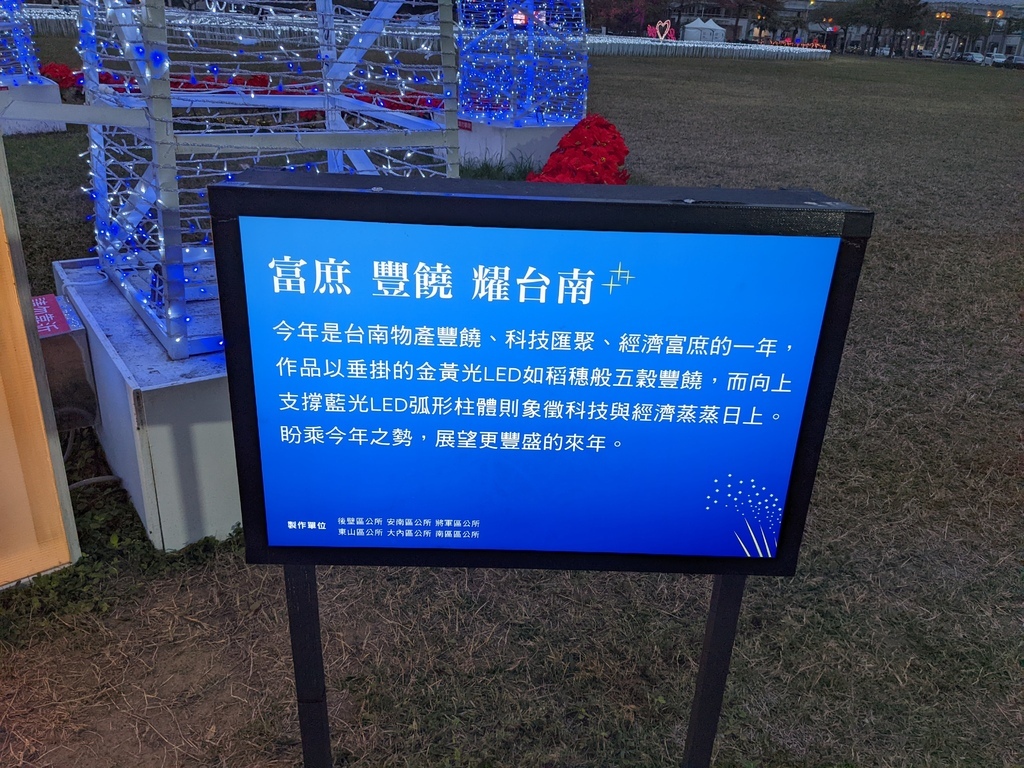 富庶 豐饒 耀台南
今年是台南物產豐饒、科技匯聚、經濟富庶的一年，
作品以垂掛的金黃光LED如稻穗般五穀豐饒，而向上
支撐藍光LED弧形柱體則象徵科技與經濟蒸蒸日上。
盼乘今年之勢，展望更豐盛的來年。
製作單位
後壁區公所 安南區公所 將軍區公所
東山區公所 大內區公所 南區區公所